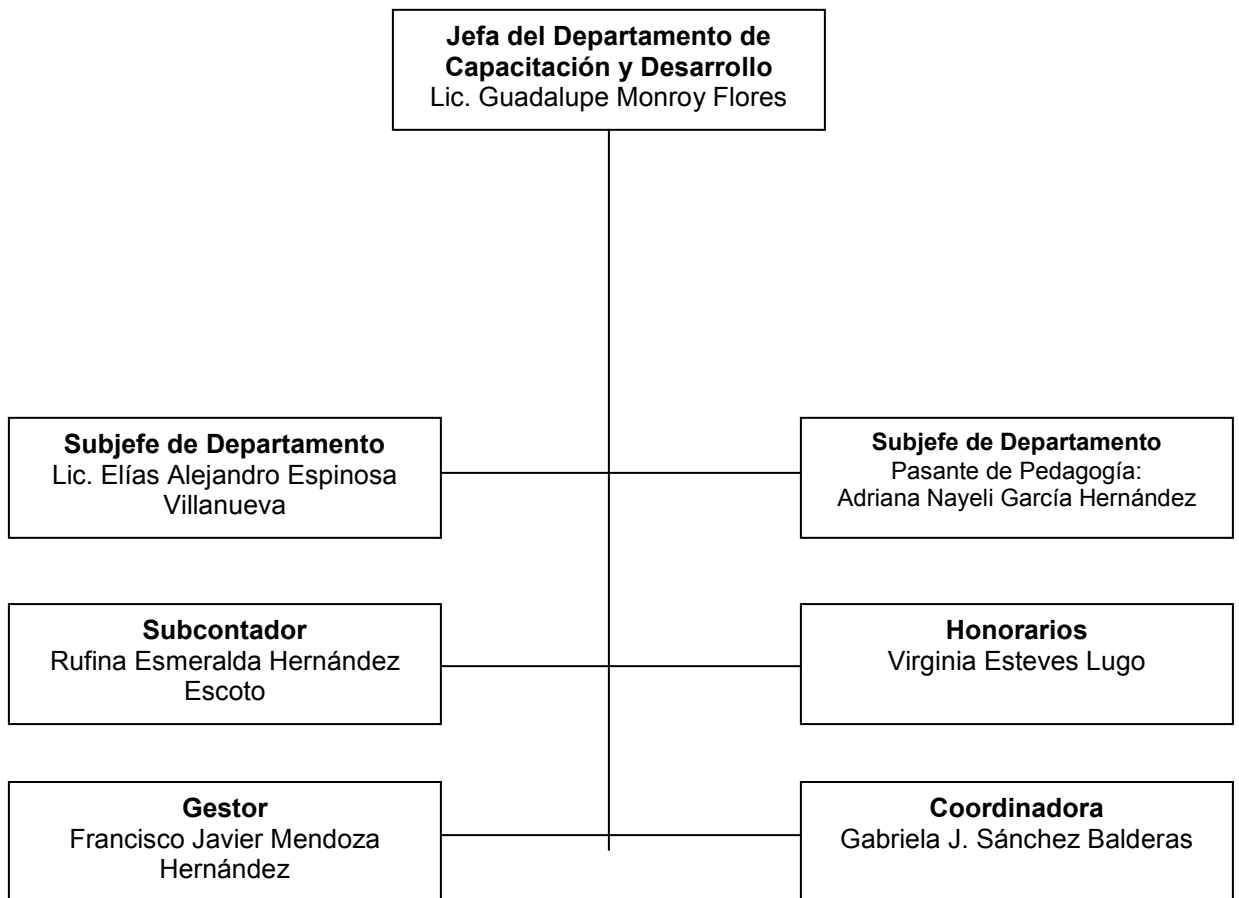 Jefa del Departamento de
Capacitación y Desarrollo
Lic. Guadalupe Monroy Flores
Subjefe de Departamento
Lic. Elías Alejandro Espinosa
Villanueva
Subjefe de Departamento
Pasante de Pedagogía:
Adriana Nayeli García Hernández
Subcontador
Rufina Esmeralda Hernández
Escoto
Honorarios
Virginia Esteves Lugo
Gestor
Francisco Javier Mendoza
Hernández
Coordinadora
Gabriela J. Sánchez Balderas